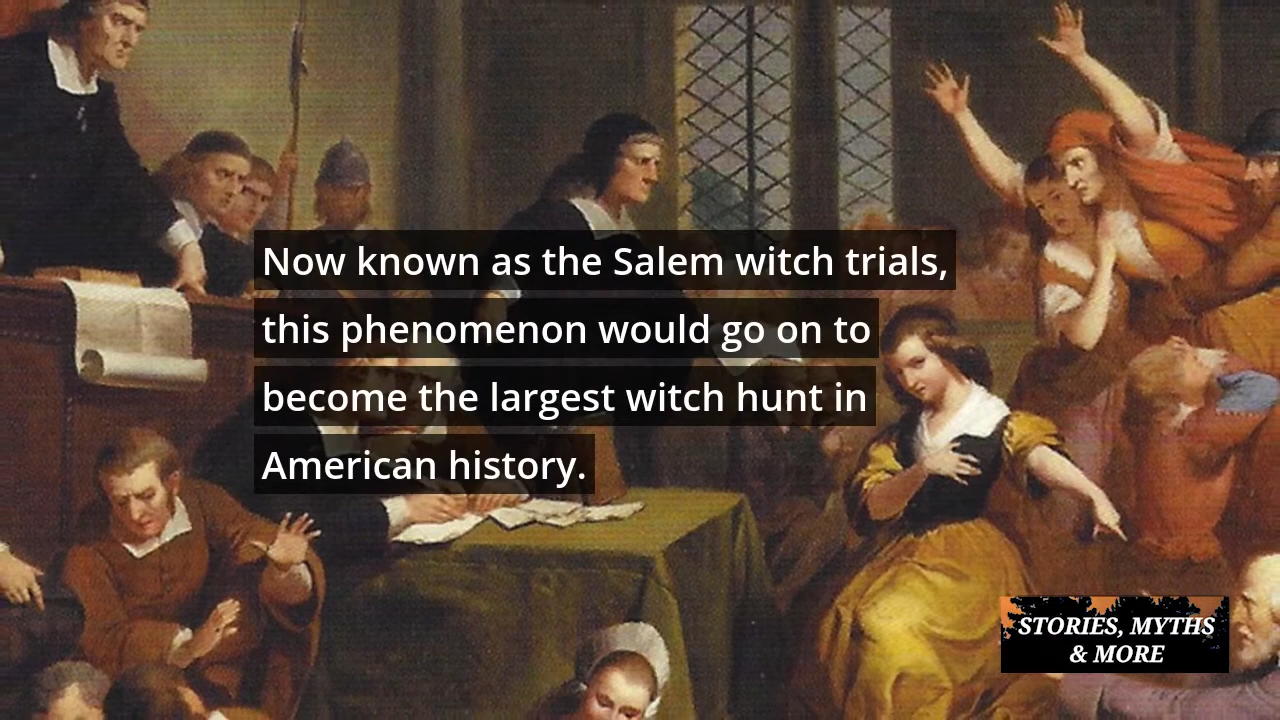 Now known as the Salem witch trials,
this phenomenon would go on to
become the largest witch hunt in
American history.
STORIES, MYTHS
& MORE